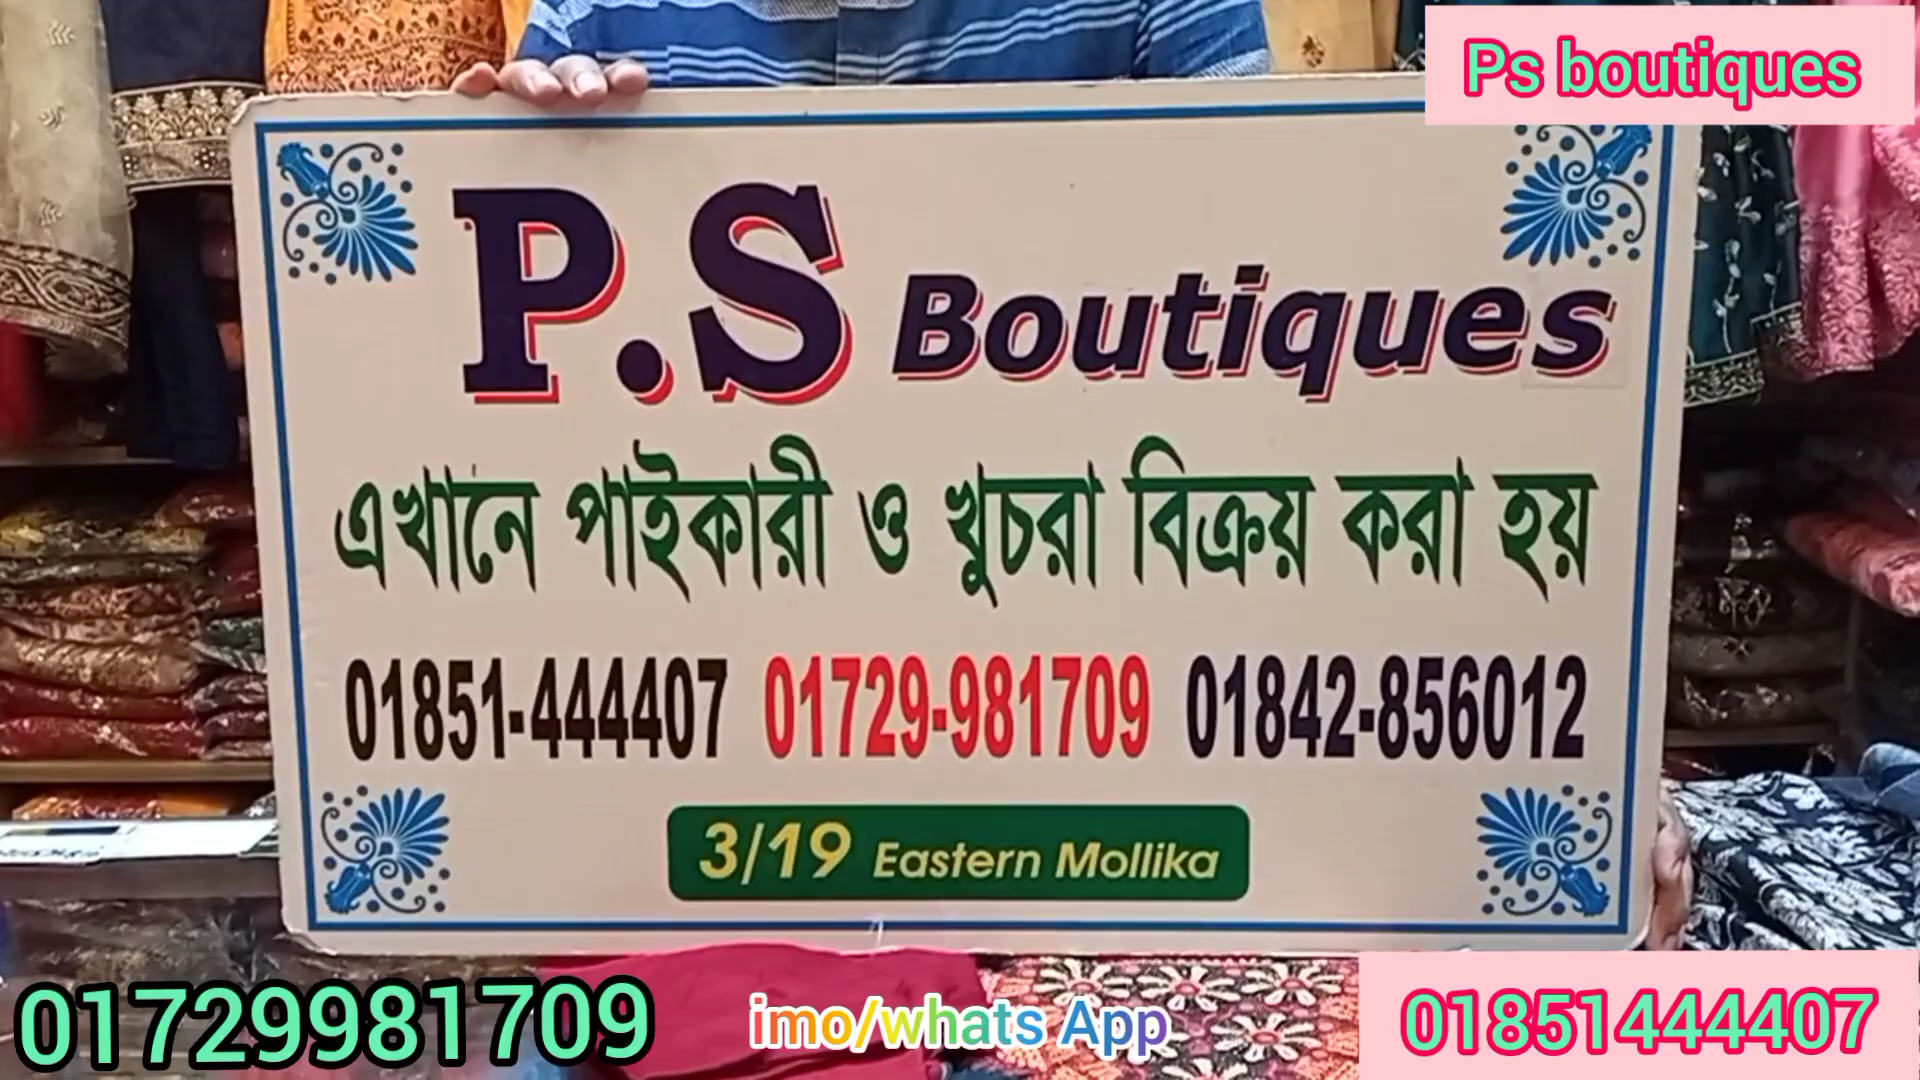 Ps boutiques
P.S Boutiques
এখানে পাইকারী ও খুচরা বিক্রয় করা হয়
01851-444407 01729-981709 01842-856012
3/19 Eastern Mollika
01729981709 imo/whats App 01851444407